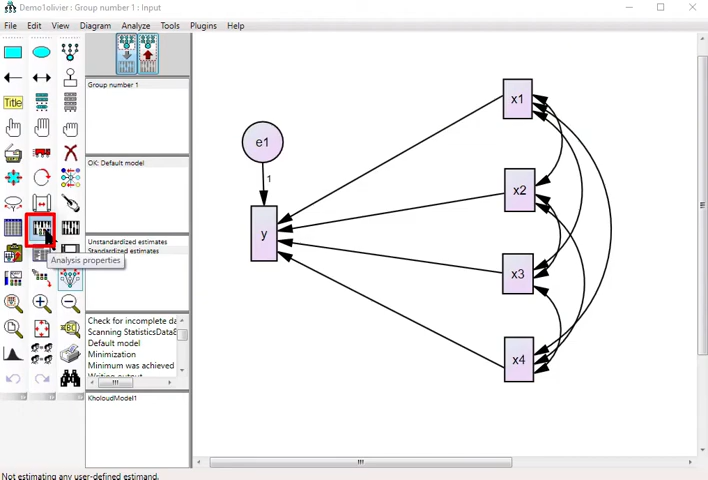 Demo1olivier : Group number 1 : Input
File Edit View Diagram Analyze Tools Plugins Help
Title
Group number 1
OK: Default model
Unstandardized estimates
Standardized estimates
Analysis properties
Check for incomplete da
Scanning StatisticsData
Default model
Minimization
Minimum was achieved
KholoudModel1
e1
1
y
x1
x2
x3
x4
Not estimating any user-defined estimand.